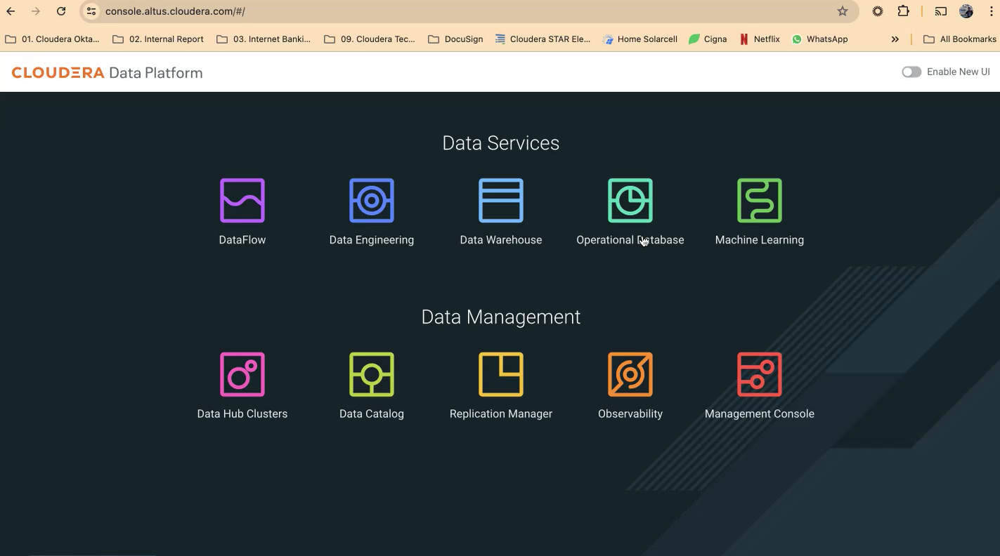 console.altus.cloudera.com/#/
01. Cloudera Okta... 02. Internal Report 03. Internet Banki... 09. Cloudera Tec... DocuSign Cloudera STAR Ele... Home Solarcell Cigna Netflix WhatsApp » All Bookmarks
CLOUDERA Data Platform Enable New UI
Data Services
DataFlow Data Engineering Data Warehouse Operational Database Machine Learning
Data Management
Data Hub Clusters Data Catalog Replication Manager Observability Management Console